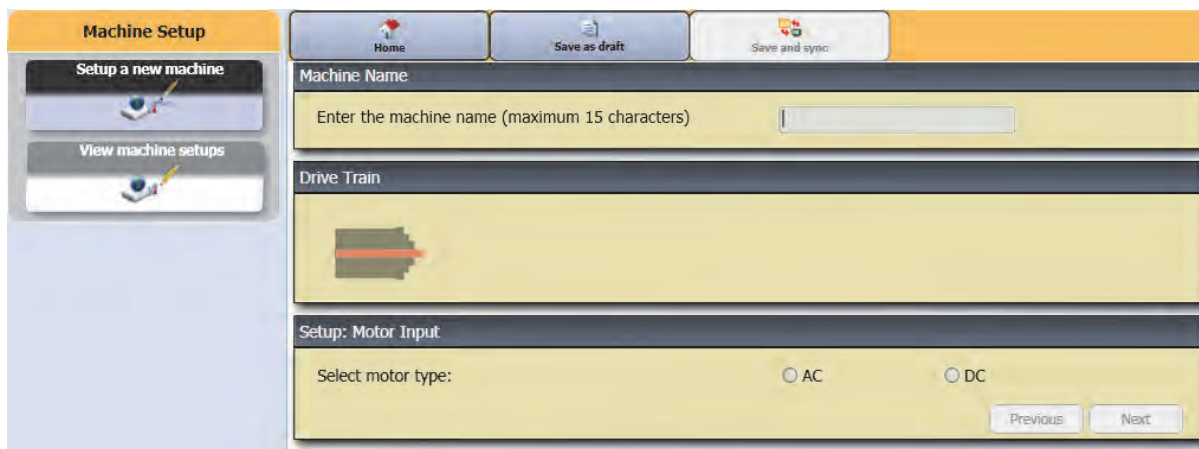 Machine Setup
Home
Save as draft
Save and sync
Setup a new machine
View machine setups
Machine Name
Enter the machine name (maximum 15 characters)
Drive Train
Setup: Motor Input
Select motor type:
AC
DC
Previous
Next